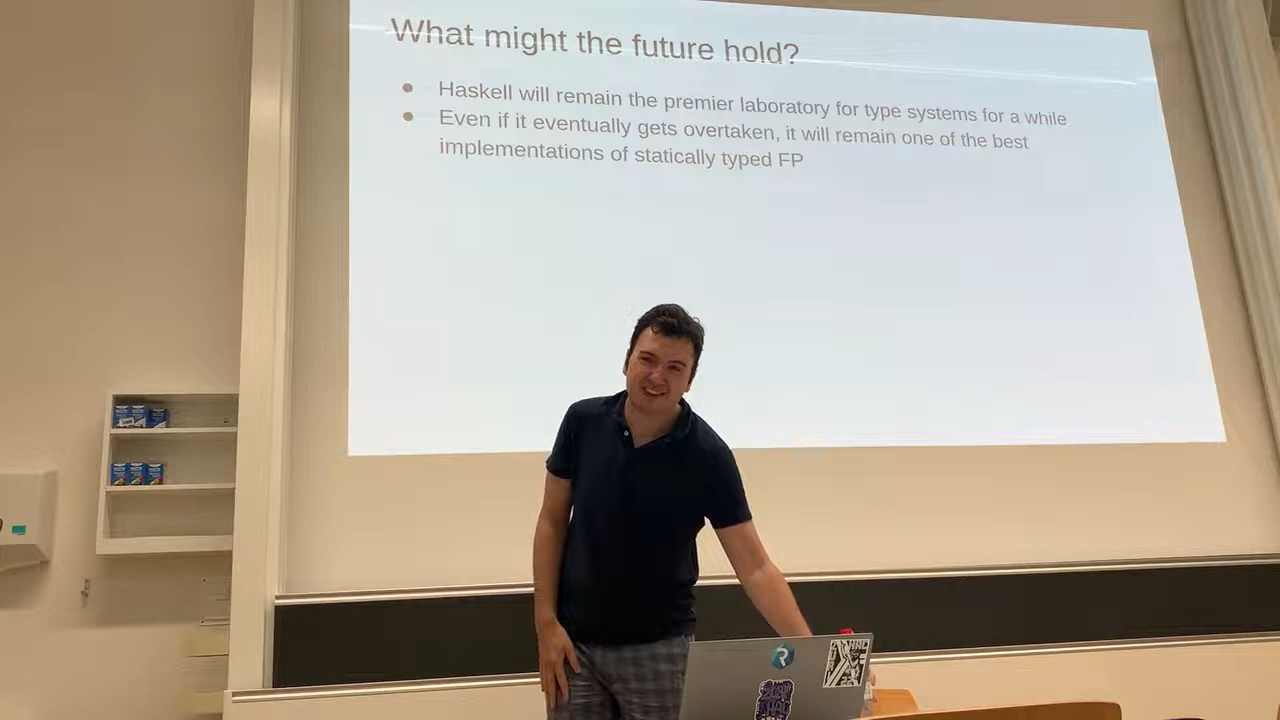 What might the future hold?
Haskell will remain the premier laboratory for type systems for a while
Even if it eventually gets overtaken, it will remain one of the best
implementations of statically typed FP
R